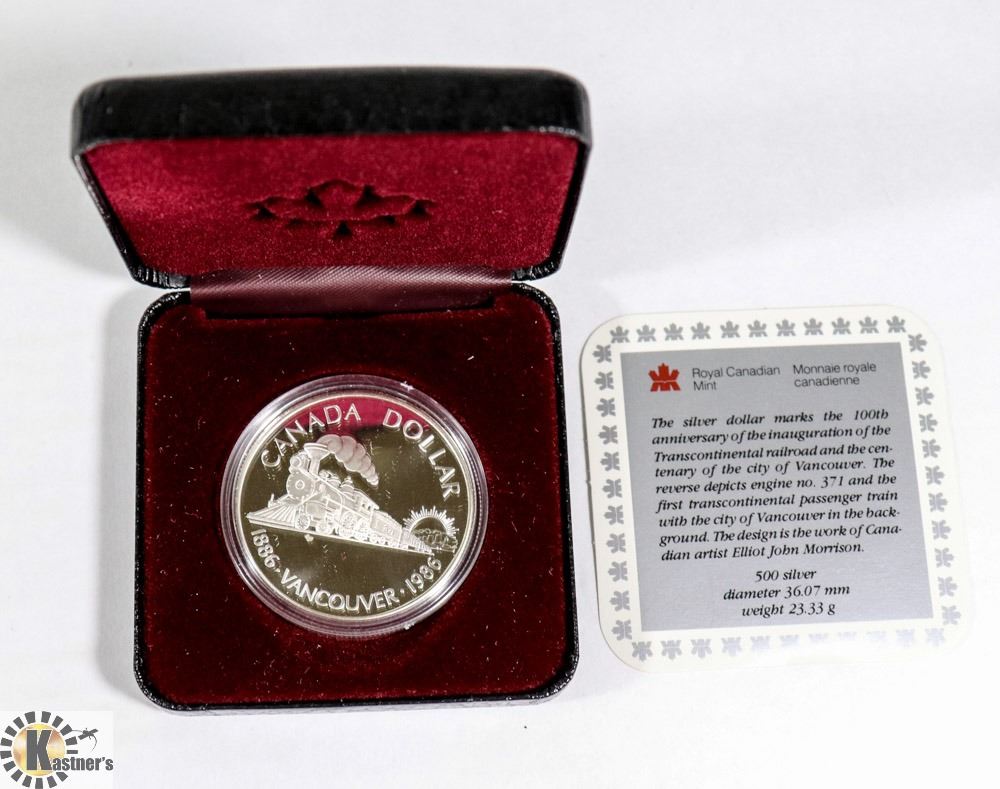 CANADA DOLLAR
1886 · VANCOUVER · 1986
Royal Canadian Mint
Monnaie royale canadienne
The silver dollar marks the 100th
anniversary of the inauguration of the
Transcontinental railroad and the cen-
tenary of the city of Vancouver. The
reverse depicts engine no. 371 and the
first transcontinental passenger train
with the city of Vancouver in the back-
ground. The design is the work of Cana-
dian artist Elliot John Morrison.
500 silver
diameter 36.07 mm
weight 23.33 g
Kastner's